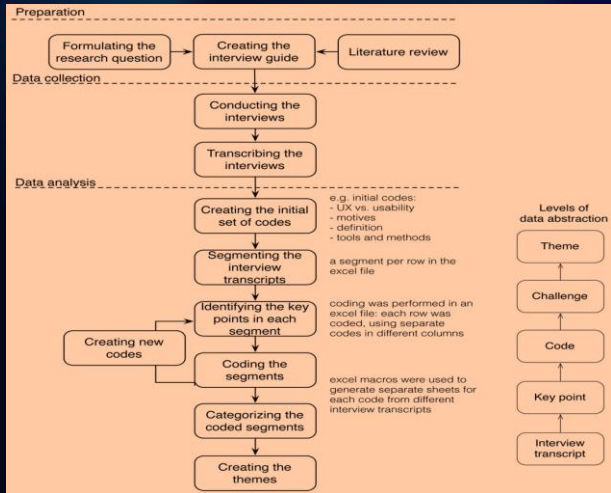 Preparation
Formulating the
research question
Creating the
interview guide
Literature review
Data collection
Conducting the
interviews
Transcribing the
interviews
Data analysis
Creating the initial
set of codes
e.g. initial codes:
- UX vs. usability
- motives
- definition
- tools and methods
Segmenting the
interview transcripts
a segment per row in the
excel file
Identifying the key
points in each
segment
coding was performed in an
excel file: each row was
coded, using separate
codes in different columns
Creating new
codes
Coding the
segments
excel macros were used to
generate separate sheets for
each code from different
interview transcripts
Categorizing the
coded segments
Creating the
themes
Levels of
data abstraction
Theme
Challenge
Code
Key point
Interview
transcript